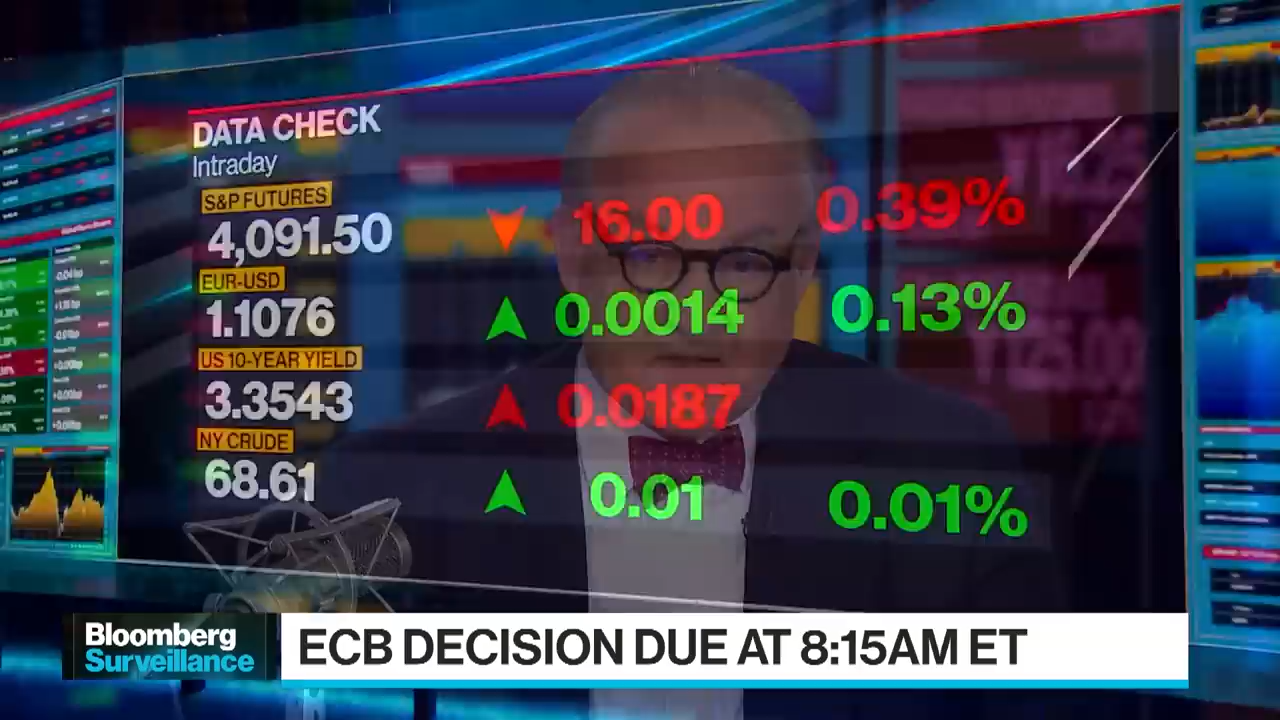 DATA CHECK
Intraday
S&P FUTURES
4,091.50 16.00 0.39%
EUR-USD
1.1076 0.0014 0.13%
US 10-YEAR YIELD
3.3543 0.0187
NY CRUDE
68.61 0.01 0.01%
Bloomberg
Surveillance
ECB DECISION DUE AT 8:15AM ET